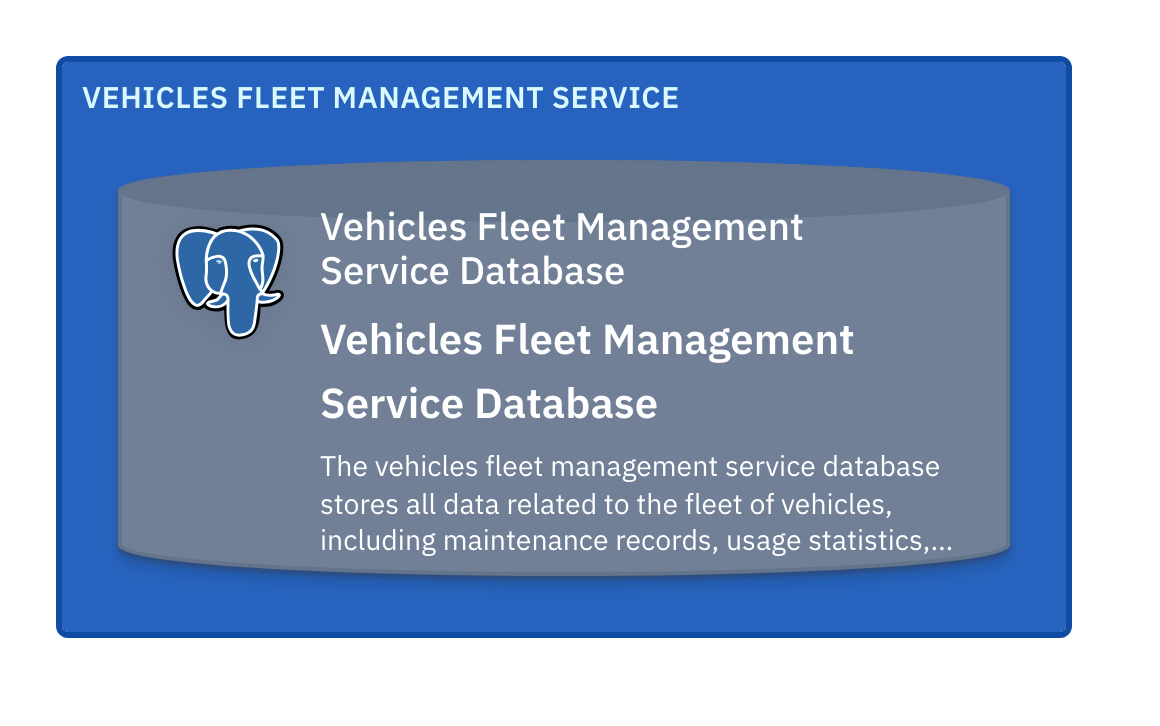 VEHICLES FLEET MANAGEMENT SERVICE
Vehicles Fleet Management
Service Database
Vehicles Fleet Management
Service Database
The vehicles fleet management service database
stores all data related to the fleet of vehicles,
including maintenance records, usage statistics,...